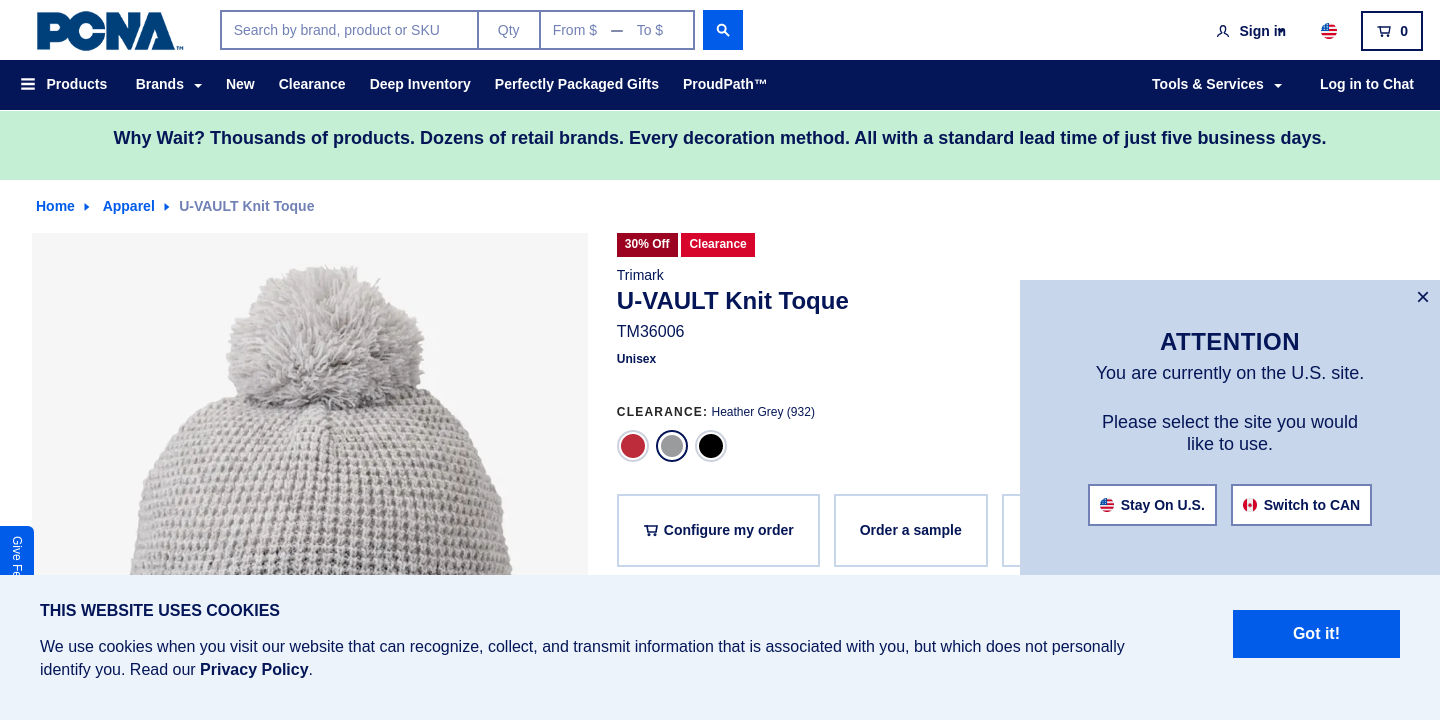 PCNA™
Search by brand, product or SKU
Qty
From $ — To $
Sign in
0
Products
Brands
New
Clearance
Deep Inventory
Perfectly Packaged Gifts
ProudPath™
Tools & Services
Log in to Chat
Why Wait? Thousands of products. Dozens of retail brands. Every decoration method. All with a standard lead time of just five business days.
Home
Apparel
U-VAULT Knit Toque
30% Off
Clearance
Trimark
U-VAULT Knit Toque
TM36006
Unisex
CLEARANCE: Heather Grey (932)
Configure my order
Order a sample
×
ATTENTION
You are currently on the U.S. site.
Please select the site you would
like to use.
Stay On U.S.
Switch to CAN
Give
THIS WEBSITE USES COOKIES
We use cookies when you visit our website that can recognize, collect, and transmit information that is associated with you, but which does not personally
identify you. Read our Privacy Policy.
Got it!